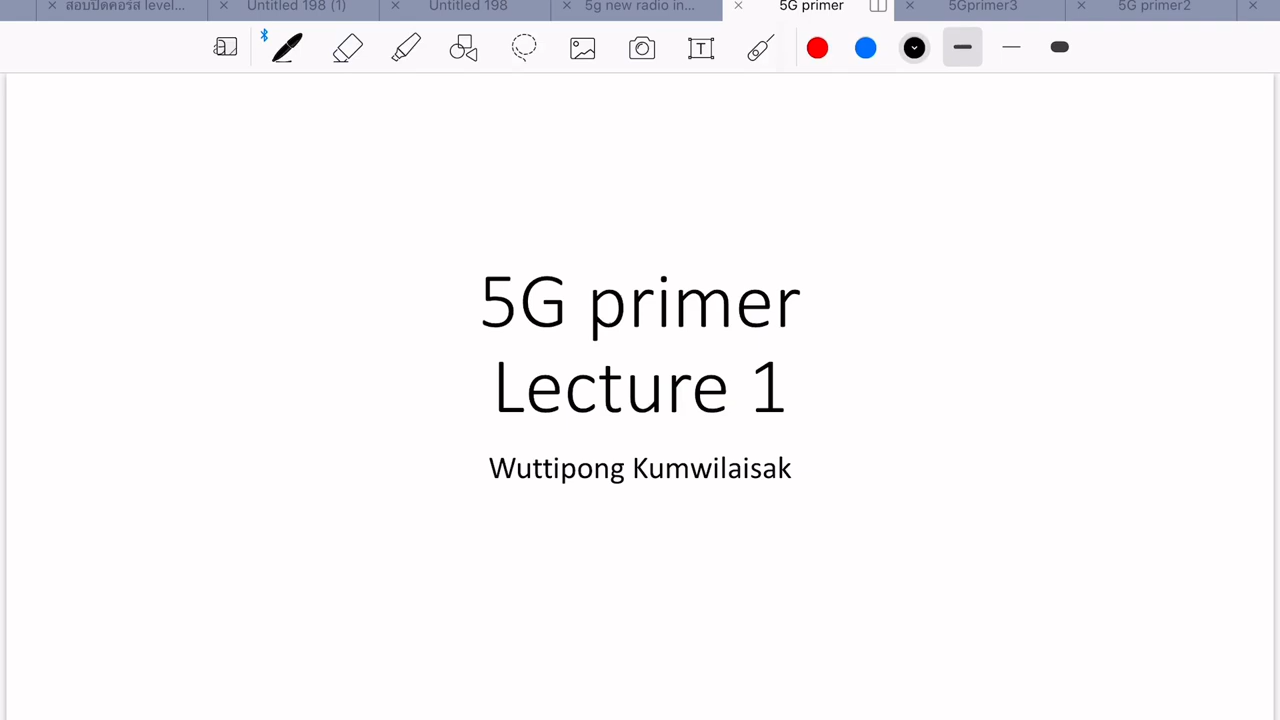 สอบปิดคอร์ส level...
Untitled 198 (1)
Untitled 198
5g new radio in...
5G primer
5Gprimer3
5G primer2
T
5G primer
Lecture 1
Wuttipong Kumwilaisak